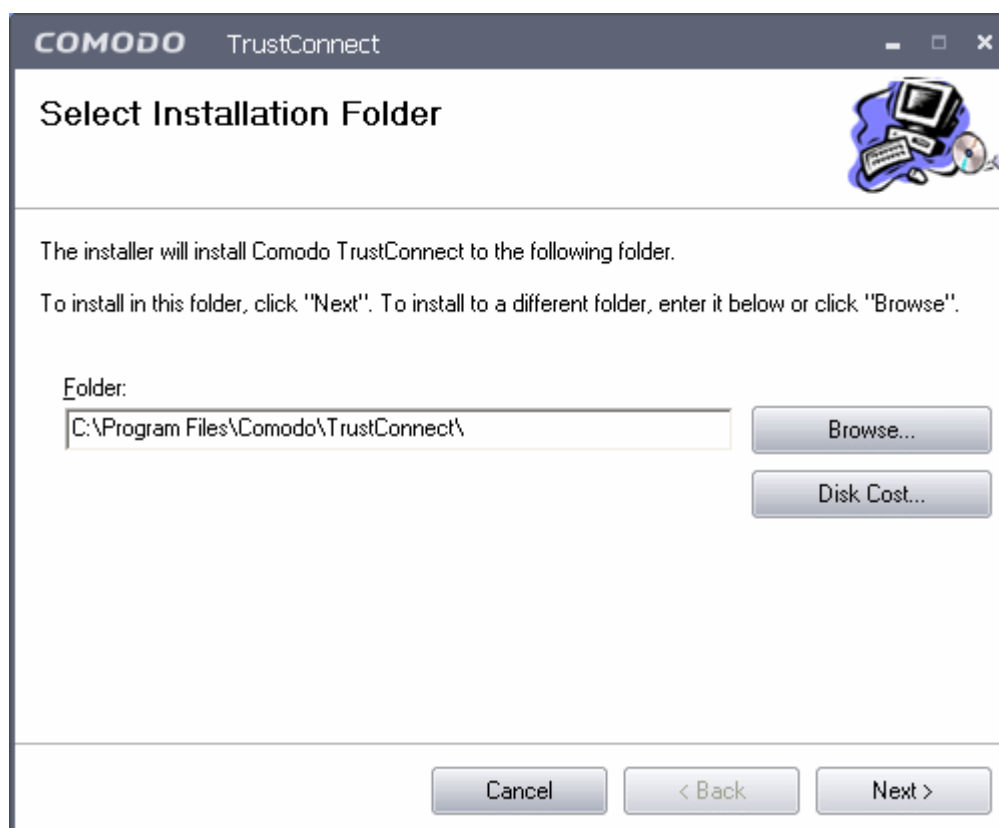 COMODO TrustConnect
Select Installation Folder
The installer will install Comodo TrustConnect to the following folder.
To install in this folder, click "Next". To install to a different folder, enter it below or click "Browse".
Folder:
C:\Program Files\Comodo\TrustConnect\
Browse...
Disk Cost...
Cancel
< Back
Next >